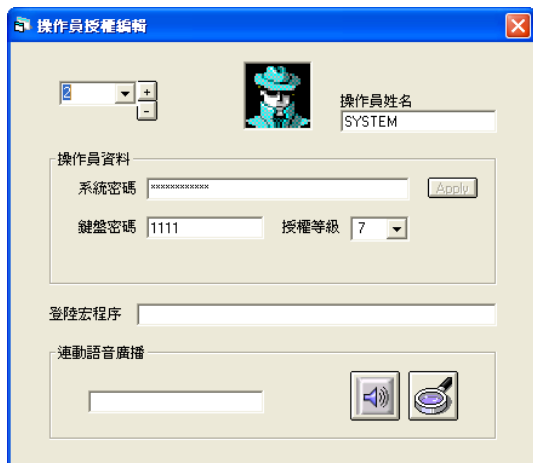 操作員授權編輯
2
+
-
操作員姓名
SYSTEM
操作員資料
系統密碼 ************ Apply
鍵盤密碼 1111 授權等級 7
登陸宏程序
連動語音廣播